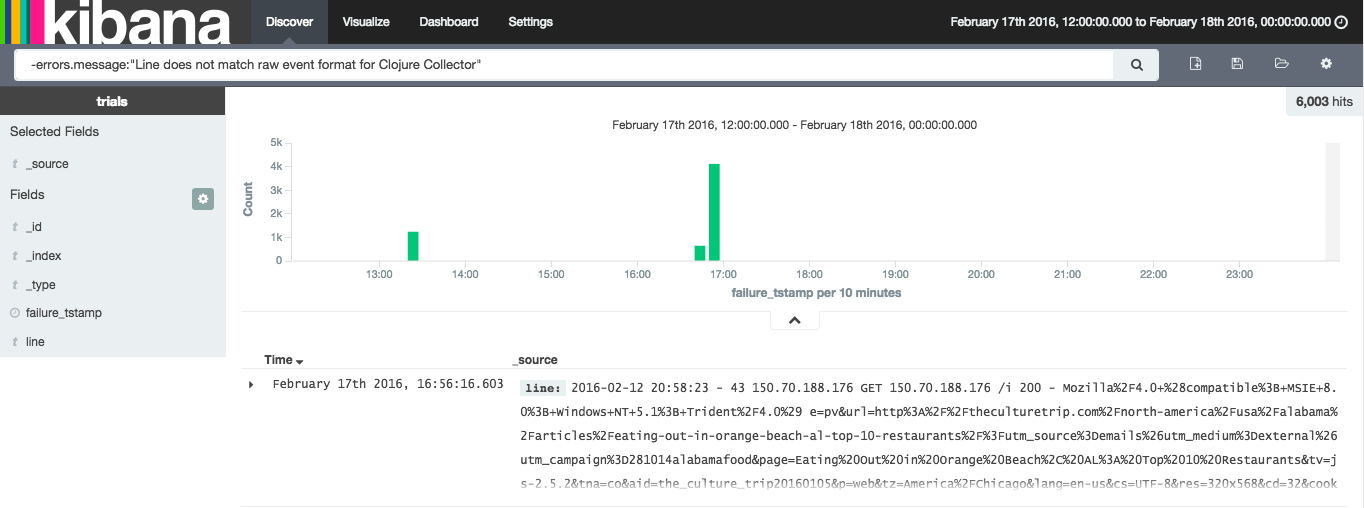 kibana
Discover Visualize Dashboard Settings
February 17th 2016, 12:00:00.000 to February 18th 2016, 00:00:00.000
-errors.message:"Line does not match raw event format for Clojure Collector"
trials
6,003 hits
Selected Fields
t _source
Fields
t _id
t _index
t _type
failure_tstamp
t line
February 17th 2016, 12:00:00.000 - February 18th 2016, 00:00:00.000
Count
5k
4k
3k
2k
1k
0
13:00 14:00 15:00 16:00 17:00 18:00 19:00 20:00 21:00 22:00 23:00
failure_tstamp per 10 minutes
Time _source
February 17th 2016, 16:56:16.603
line: 2016-02-12 20:58:23 - 43 150.70.188.176 GET 150.70.188.176 /i 200 - Mozilla%2F4.0+%28compatible%3B+MSIE+8.
0%3B+Windows+NT+5.1%3B+Trident%2F4.0%29 e=pv&url=http%3A%2F%2Ftheculturetrip.com%2Fnorth-america%2Fusa%2Falabama%
2Farticles%2Feating-out-in-orange-beach-al-top-10-restaurants%2F%3Futm_source%3Demails%26utm_medium%3Dexternal%26
utm_campaign%3D281014alabamafood&page=Eating%20Out%20in%20Orange%20Beach%2C%20AL%3A%20Top%2010%20Restaurants&tv=j
s-2.5.2&tna=co&aid=the_culture_trip20160105&p=web&tz=America%2FChicago&lang=en-us&cs=UTF-8&res=320x568&cd=32&cook